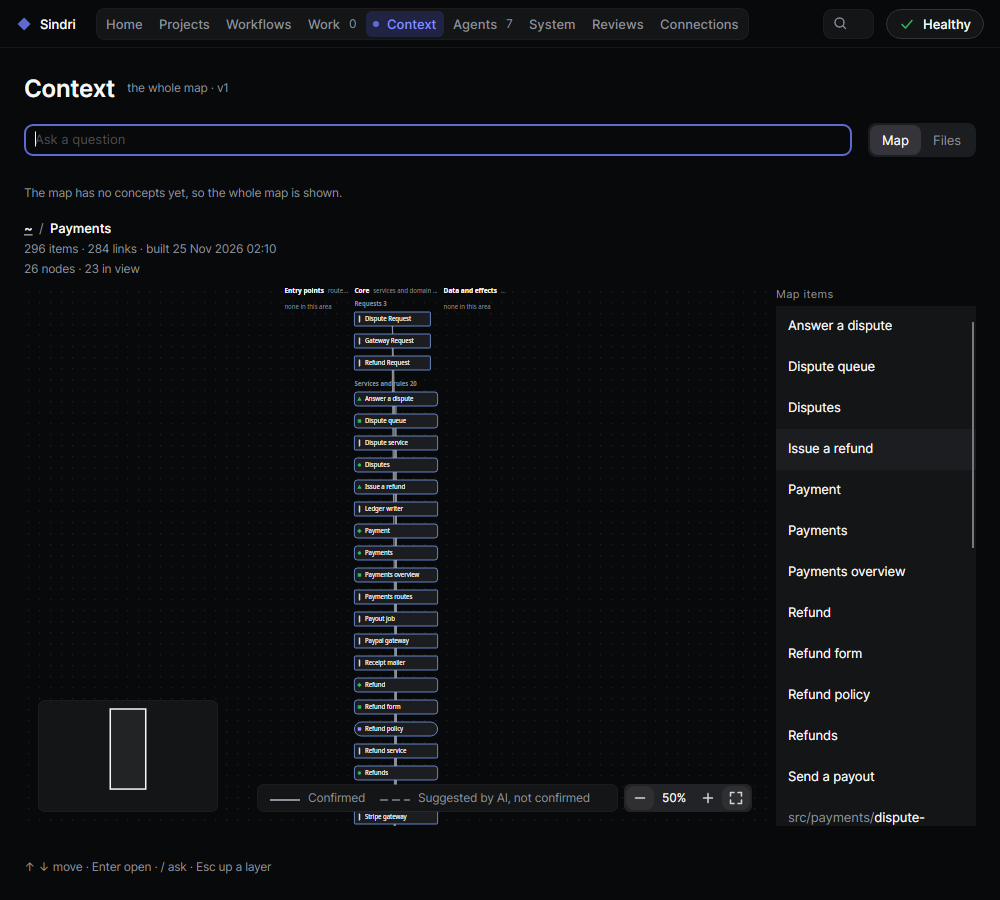 Sindri
Home Projects Workflows Work 0 Context Agents 7 System Reviews Connections
Healthy
Context the whole map · v1
Ask a question
Map Files
The map has no concepts yet, so the whole map is shown.
~ / Payments
296 items · 284 links · built 25 Nov 2026 02:10
26 nodes · 23 in view
Entry points route...
none in this area
Core services and domain ...
Requests 3
Dispute Request
Gateway Request
Refund Request
Services and rules 20
Answer a dispute
Dispute queue
Dispute service
Disputes
Issue a refund
Ledger writer
Payment
Payments
Payments overview
Payments routes
Payout job
Paypal gateway
Receipt mailer
Refund
Refund form
Refund policy
Refund service
Refunds
Stripe gateway
Data and effects ...
none in this area
Confirmed
Suggested by AI, not confirmed
50%
Map items
Answer a dispute
Dispute queue
Disputes
Issue a refund
Payment
Payments
Payments overview
Refund
Refund form
Refund policy
Refunds
Send a payout
src/payments/dispute-
↑ ↓ move · Enter open · / ask · Esc up a layer